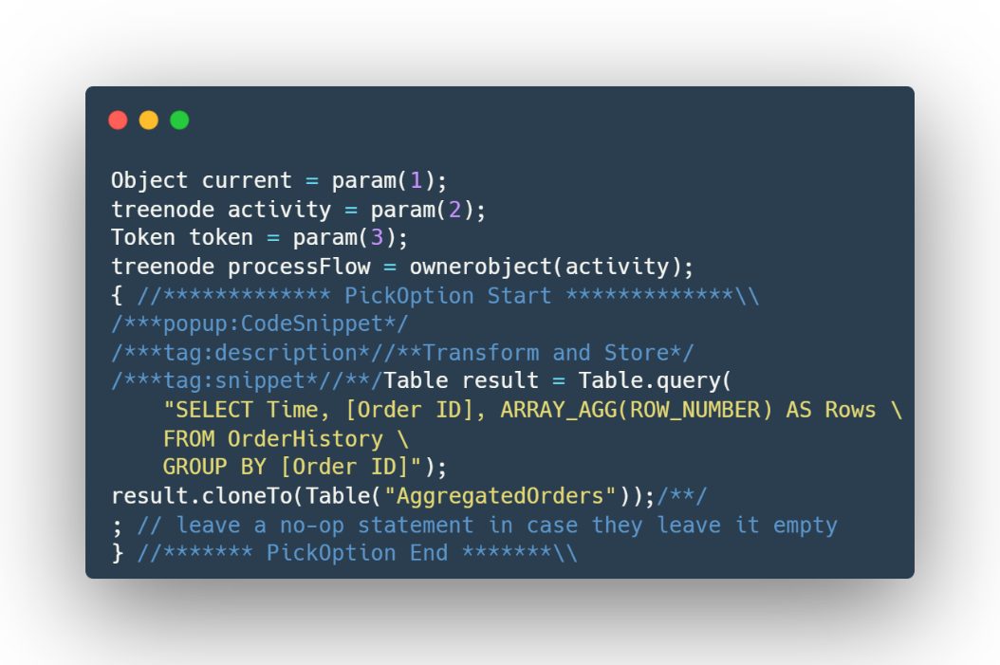 Object current = param(1);
treenode activity = param(2);
Token token = param(3);
treenode processFlow = ownerobject(activity);
{ //************* PickOption Start *************\\
/***popup:CodeSnippet*/
/***tag:description*//**Transform and Store*/
/***tag:snippet*//**/Table result = Table.query(
    "SELECT Time, [Order ID], ARRAY_AGG(ROW_NUMBER) AS Rows \
    FROM OrderHistory \
    GROUP BY [Order ID]");
result.cloneTo(Table("AggregatedOrders"));/**/
; // leave a no-op statement in case they leave it empty
} //******* PickOption End *******\\